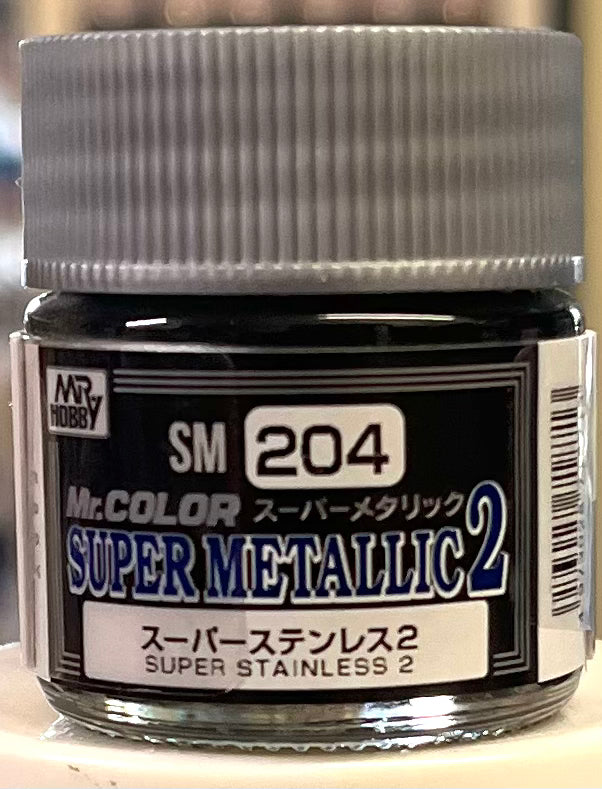 MR.
HOBBY
SM 204
Mr.COLOR スーパーメタリック
SUPER METALLIC 2
スーパーステンレス2
SUPER STAINLESS 2